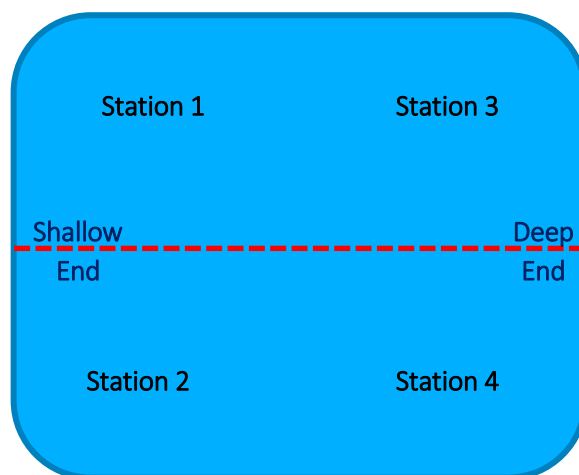 Station 1
Station 3
Shallow
End
Deep
End
Station 2
Station 4